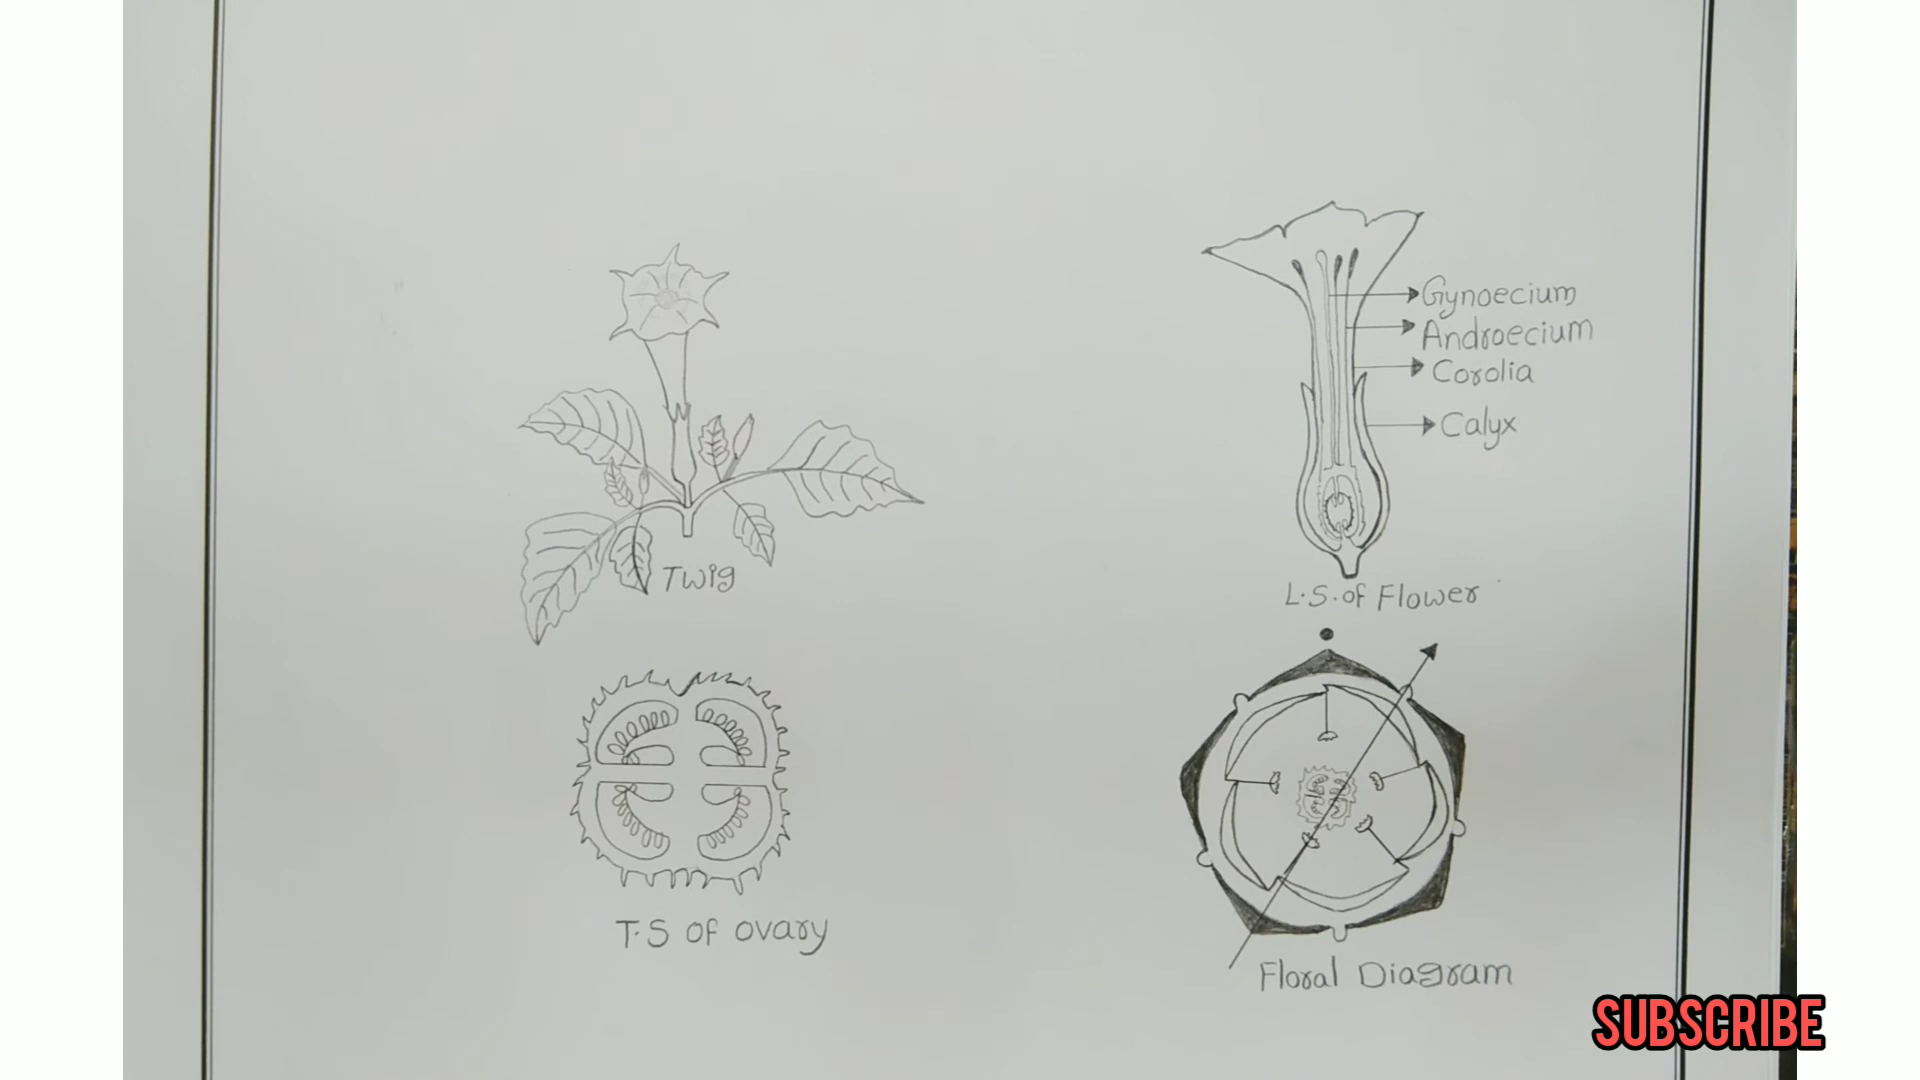 Gynoecium
Androecium
Corolla
Calyx
Twig
L.S.of Flower
T.S of ovary
Floral Diagram
SUBSCRIBE